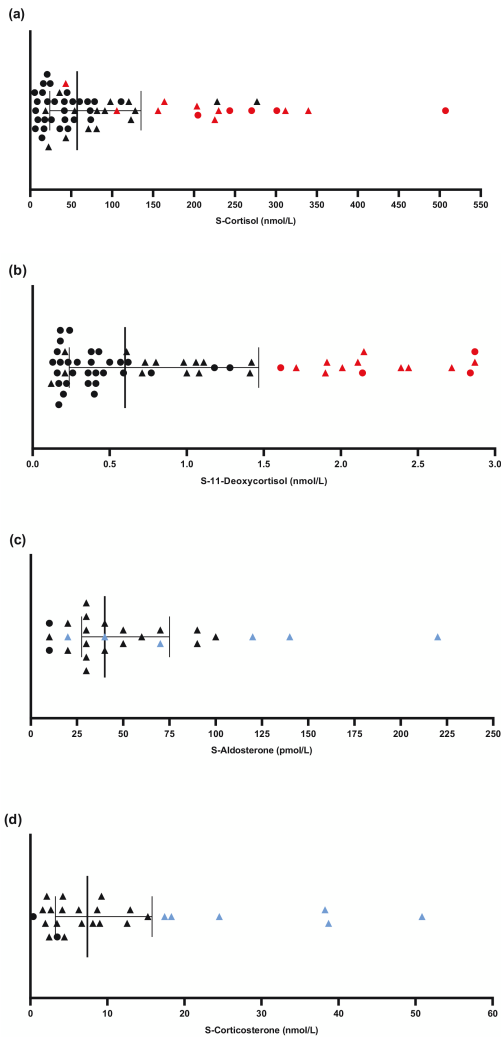 (a)
0 50 100 150 200 250 300 350 400 450 500 550
S-Cortisol (nmol/L)
(b)
0.0 0.5 1.0 1.5 2.0 2.5 3.0
S-11-Deoxycortisol (nmol/L)
(c)
0 25 50 75 100 125 150 175 200 225 250
S-Aldosterone (pmol/L)
(d)
0 10 20 30 40 50 60
S-Corticosterone (nmol/L)